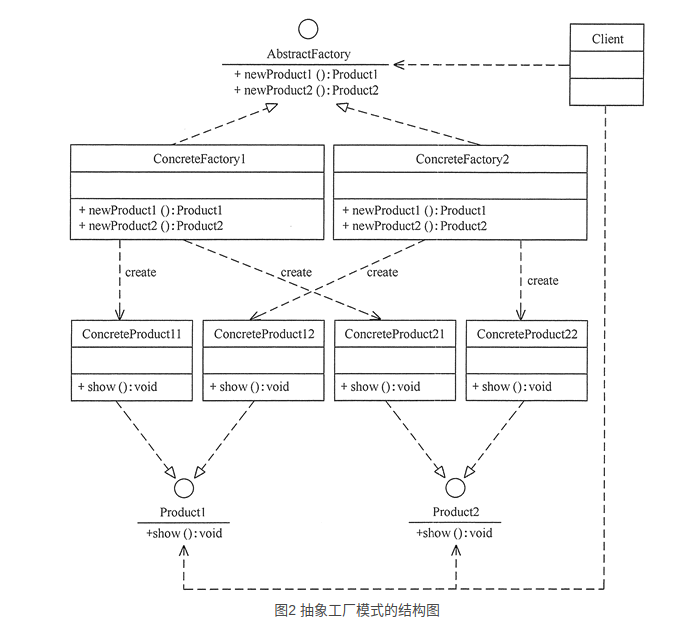 AbstractFactory
+ newProduct1 (): Product1
+ newProduct2 (): Product2
Client
ConcreteFactory1
+ newProduct1 (): Product1
+ newProduct2 (): Product2
ConcreteFactory2
+ newProduct1 (): Product1
+ newProduct2 (): Product2
create
create
create
create
ConcreteProduct11
+ show (): void
ConcreteProduct12
+ show (): void
ConcreteProduct21
+ show (): void
ConcreteProduct22
+ show (): void
Product1
+show (): void
Product2
+show (): void
图2 抽象工厂模式的结构图